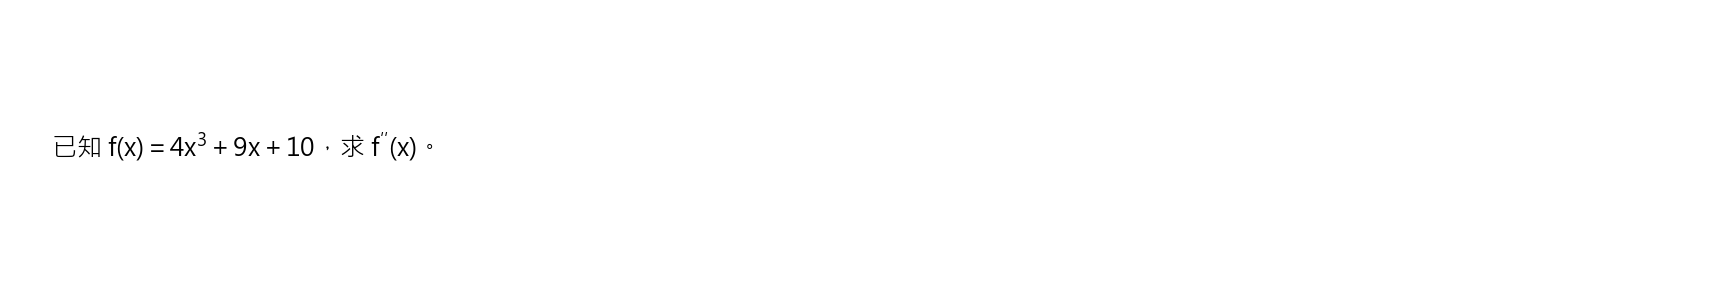 已知 f(x) = 4x³ + 9x + 10，求 f′′(x)。